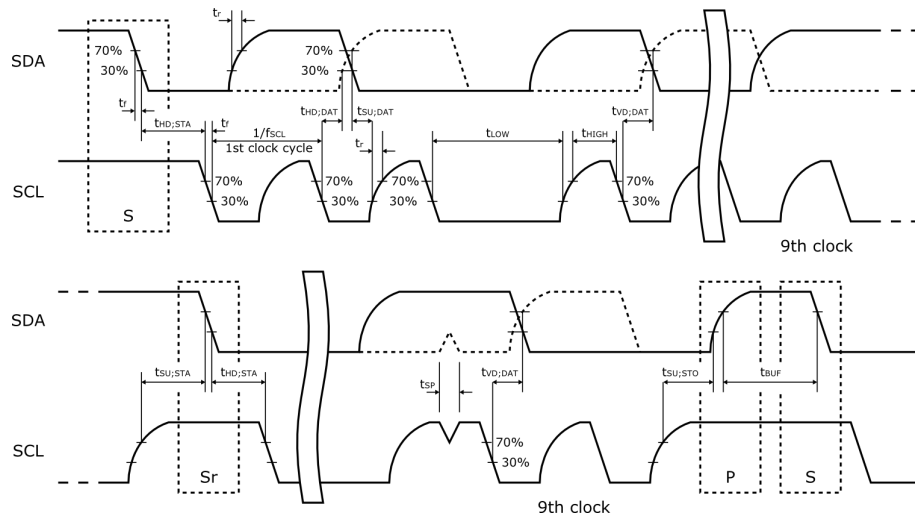 tr
SDA
70%
30%
tf
tHD;STA
tf
1/fSCL
1st clock cycle
70%
30%
tHD;DAT
tSU;DAT
tr
tLOW
tHIGH
tVD;DAT
SCL
70%
30%
70%
30%
70%
30%
70%
30%
S
9th clock
SDA
tSU;STA
tHD;STA
tSP
tVD;DAT
tSU;STO
tBUF
SCL
70%
30%
Sr
P
S
9th clock